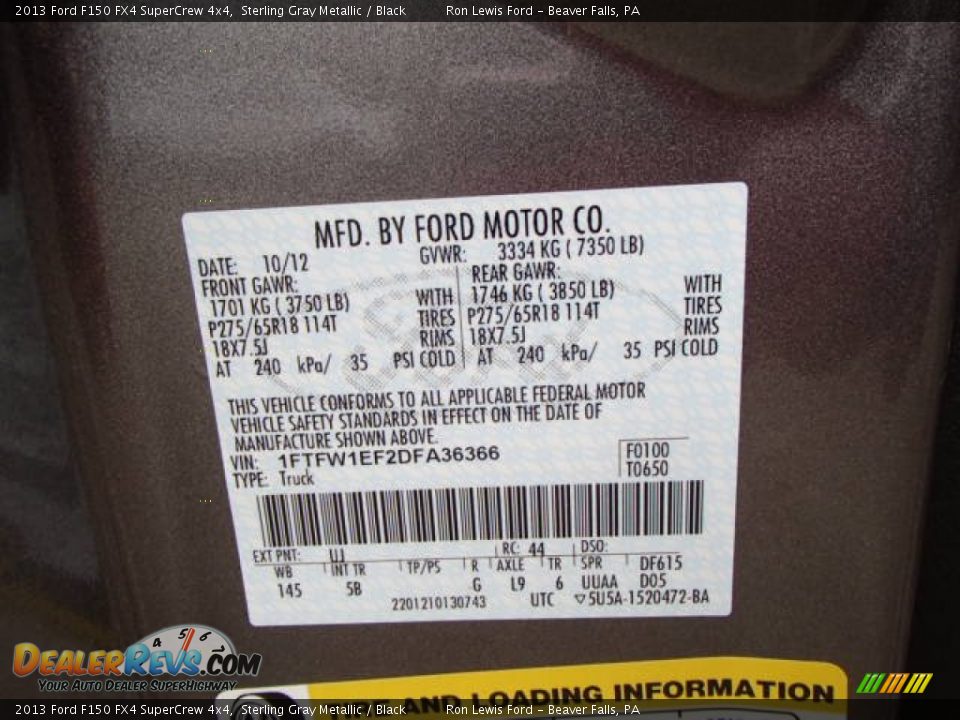 2013 Ford F150 FX4 SuperCrew 4x4, Sterling Gray Metallic / Black Ron Lewis Ford - Beaver Falls, PA
MFD. BY FORD MOTOR CO.
DATE: 10/12 GVWR: 3334 KG ( 7350 LB)
FRONT GAWR: REAR GAWR:
1701 KG ( 3750 LB) WITH 1746 KG ( 3850 LB) WITH
P275/65R18 114T TIRES P275/65R18 114T TIRES
18X7.5J RIMS 18X7.5J RIMS
AT 240 kPa/ 35 PSI COLD AT 240 kPa/ 35 PSI COLD
THIS VEHICLE CONFORMS TO ALL APPLICABLE FEDERAL MOTOR
VEHICLE SAFETY STANDARDS IN EFFECT ON THE DATE OF
MANUFACTURE SHOWN ABOVE.
VIN: 1FTFW1EF2DFA36366 F0100
TYPE: Truck T0650
EXT PNT: UJ RC: 44 DSO:
WB INT TR TP/PS R AXLE TR SPR DF615
145 5B G L9 6 UUAA D05
2201210130743 UTC ▽5U5A-1520472-BA
AND LOADING INFORMATION
4 5 6
DEALERREVS.COM
YOUR AUTO DEALER SUPERHIGHWAY
2013 Ford F150 FX4 SuperCrew 4x4, Sterling Gray Metallic / Black Ron Lewis Ford - Beaver Falls, PA